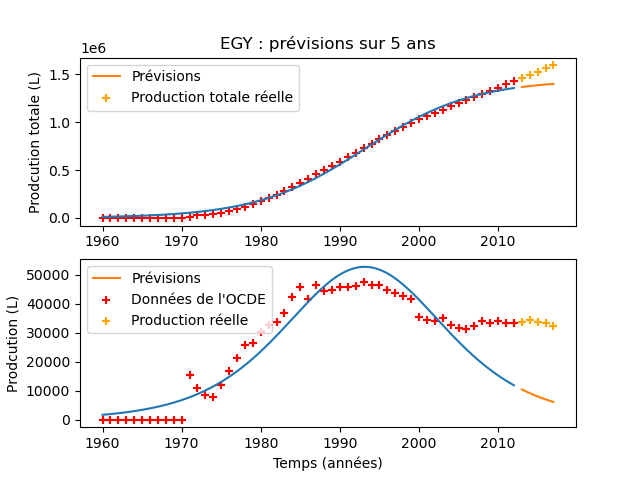 EGY : prévisions sur 5 ans
1e6
Prodcution totale (L)
1.5
1.0
0.5
0.0
Prévisions
Production totale réelle
1960 1970 1980 1990 2000 2010
Prodcution (L)
50000
40000
30000
20000
10000
0
Prévisions
Données de l'OCDE
Production réelle
1960 1970 1980 1990 2000 2010
Temps (années)